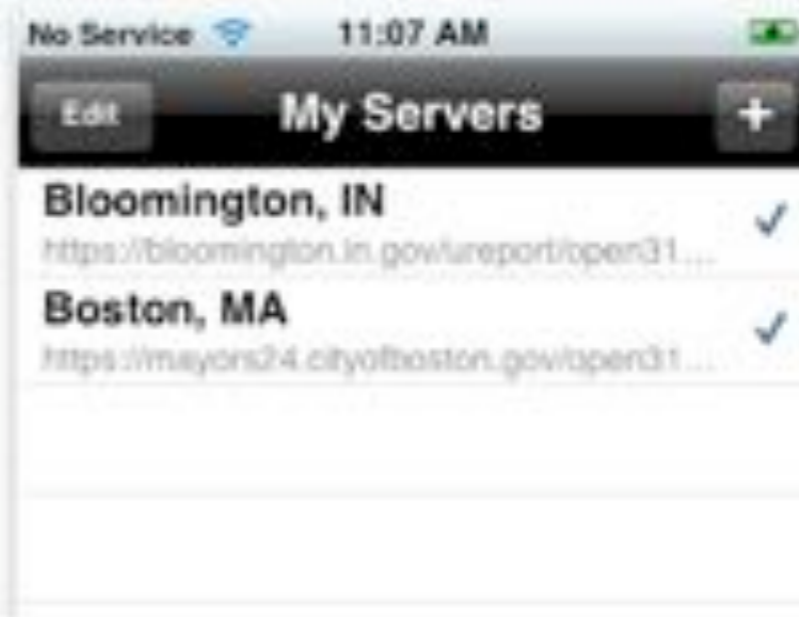 No Service 11:07 AM
Edit My Servers +
Bloomington, IN
https://bloomington.in.gov/ureport/open31...
Boston, MA
https://mayors24.cityofboston.gov/open31...